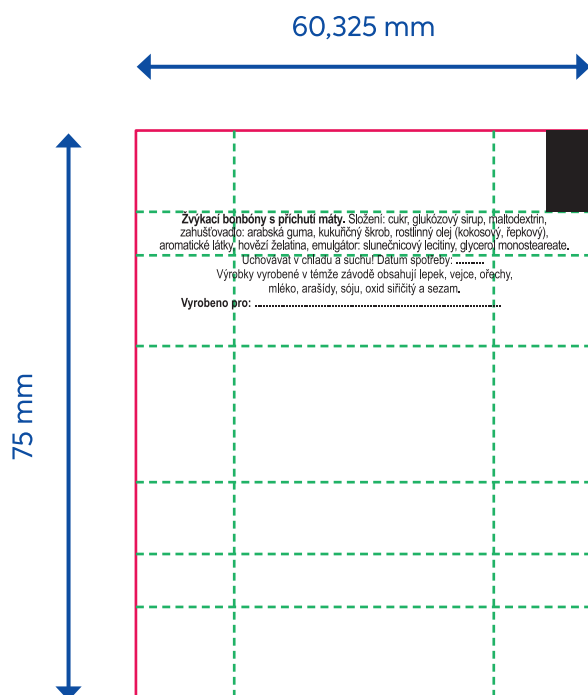 60,325 mm
75 mm
Žvýkací bonbóny s příchutí máty. Složení: cukr, glukózový sirup, maltodextrin,
zahušťovadlo: arabská guma, kukuřičný škrob, rostlinný olej (kokosový, řepkový),
aromatické látky, hovězí želatina, emulgátor: slunečnicový lecitiny, glycerol monosteareate.
Uchovávat v chladu a suchu! Datum spotřeby: .........
Výrobky vyrobené v témže závodě obsahují lepek, vejce, ořechy,
mléko, arašídy, sóju, oxid siřičitý a sezam.
Vyrobeno pro: ................................................................................